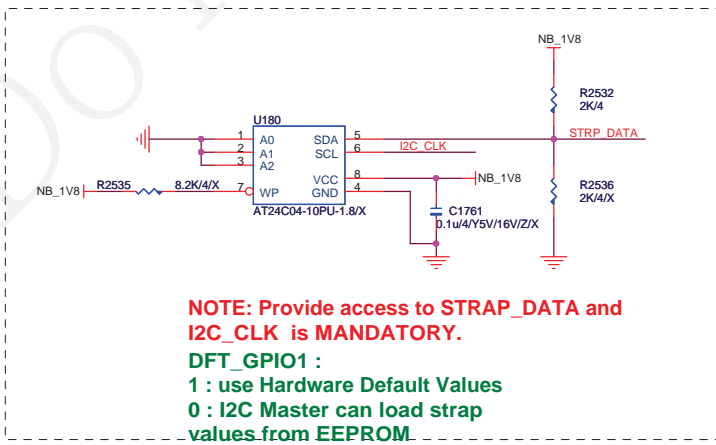 NB_1V8
R2532
2K/4
U180
1 A0 SDA 5 STRP_DATA
2 A1 SCL 6 I2C_CLK
3 A2
VCC 8 NB_1V8
R2536
2K/4/X
NB_1V8 R2535 8.2K/4/X 7 WP GND 4
AT24C04-10PU-1.8/X
C1761
0.1u/4/Y5V/16V/Z/X
NOTE: Provide access to STRAP_DATA and
I2C_CLK is MANDATORY.
DFT_GPIO1 :
1 : use Hardware Default Values
0 : I2C Master can load strap
values from EEPROM